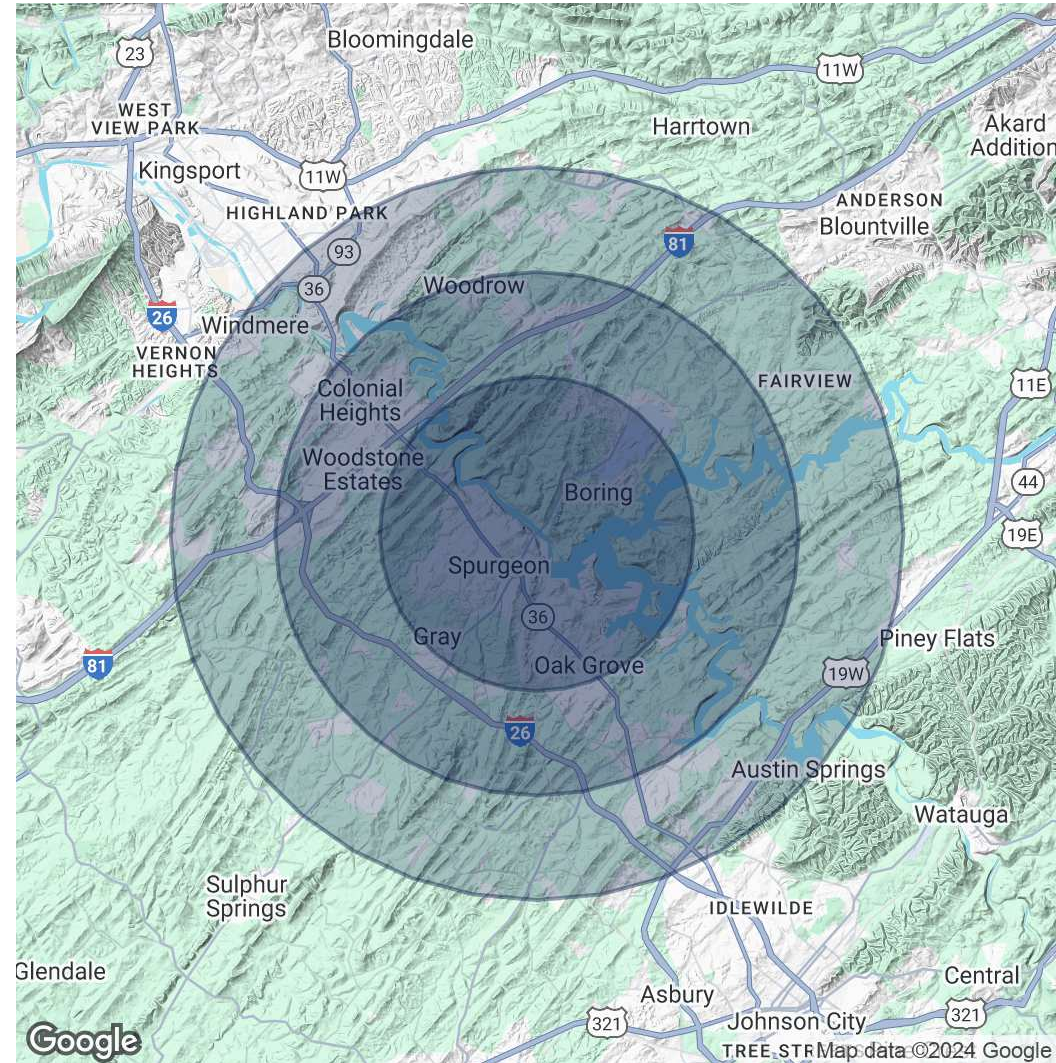 Bloomingdale
23
11W
WEST
VIEW PARK
Harrtown
Akard
Addition
Kingsport
11W
HIGHLAND PARK
ANDERSON
Blountville
93
81
36
Woodrow
26
Windmere
VERNON
HEIGHTS
Colonial
Heights
FAIRVIEW
11E
Woodstone
Estates
Boring
44
19E
Spurgeon
36
Gray
Piney Flats
81
Oak Grove
19W
26
Austin Springs
Watauga
Sulphur
Springs
IDLEWILDE
Glendale
Central
Asbury
321
Johnson City
321
Google
TREE STR
Map data ©2024 Google